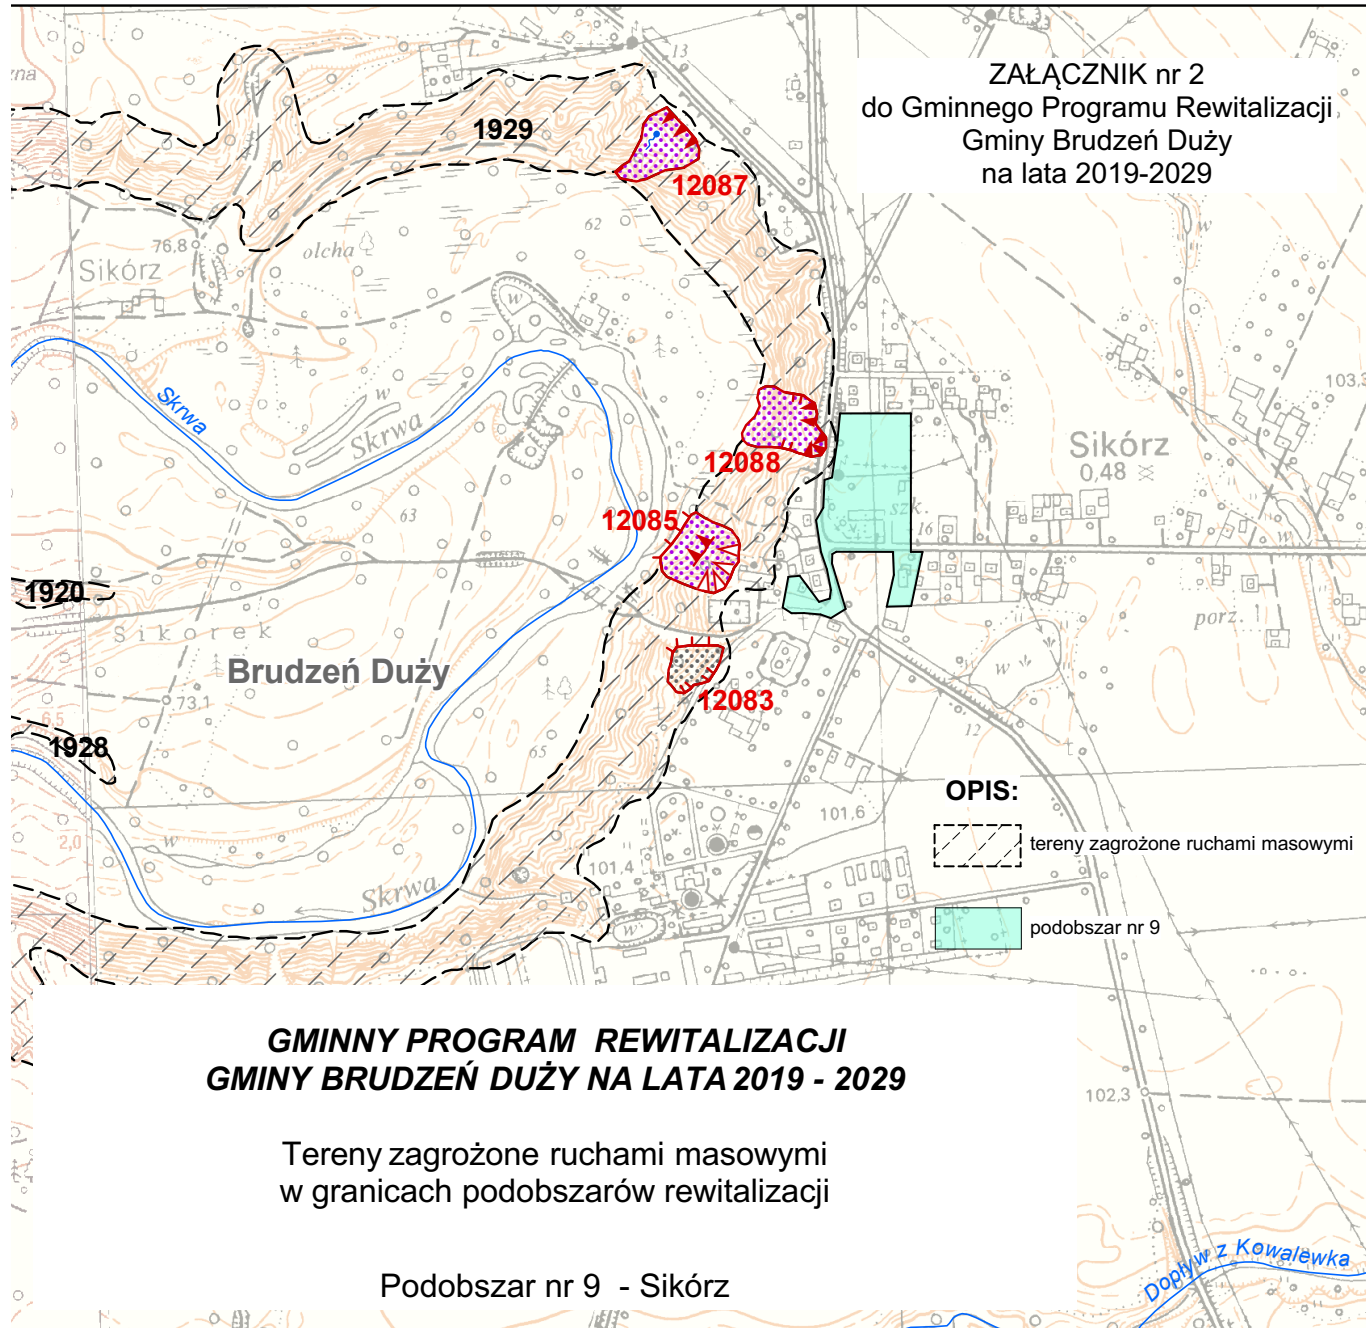 ZAŁĄCZNIK nr 2
do Gminnego Programu Rewitalizacji
Gminy Brudzeń Duży
na lata 2019-2029
13
1929
12087
62
76,8
olcha
Sikórz
w
w
Skrwa
w
Skrwa
103,3
Sikórz
0,48
12088
63
12085
szk.
16
w
1920
Sikorek
porz.
Brudzeń Duży
w
73,1
12083
6,5
1928
65
12
OPIS:
101,6
2,0
w
tereny zagrożone ruchami masowymi
101,4
Skrwa
w
podobszar nr 9
GMINNY PROGRAM REWITALIZACJI
GMINY BRUDZEŃ DUŻY NA LATA 2019 - 2029
102,3
Tereny zagrożone ruchami masowymi
w granicach podobszarów rewitalizacji
Dopływ z Kowalewka
Podobszar nr 9 - Sikórz